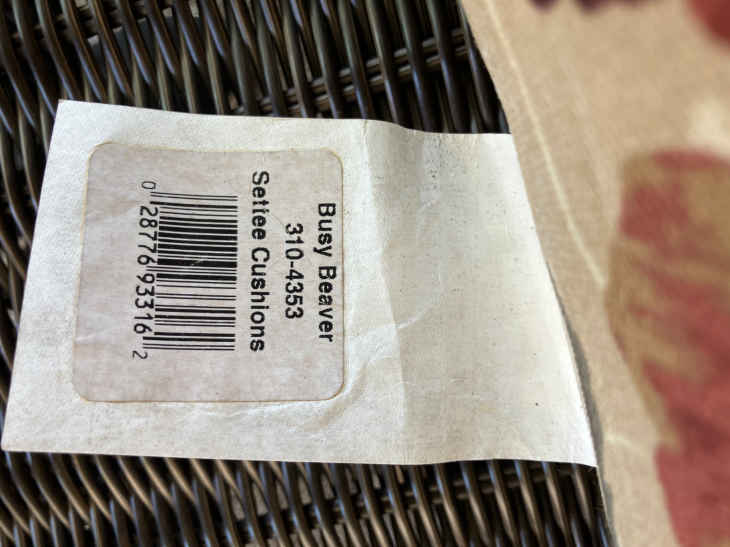 Busy Beaver
310-4353
Settee Cushions
0 28776 93316 2